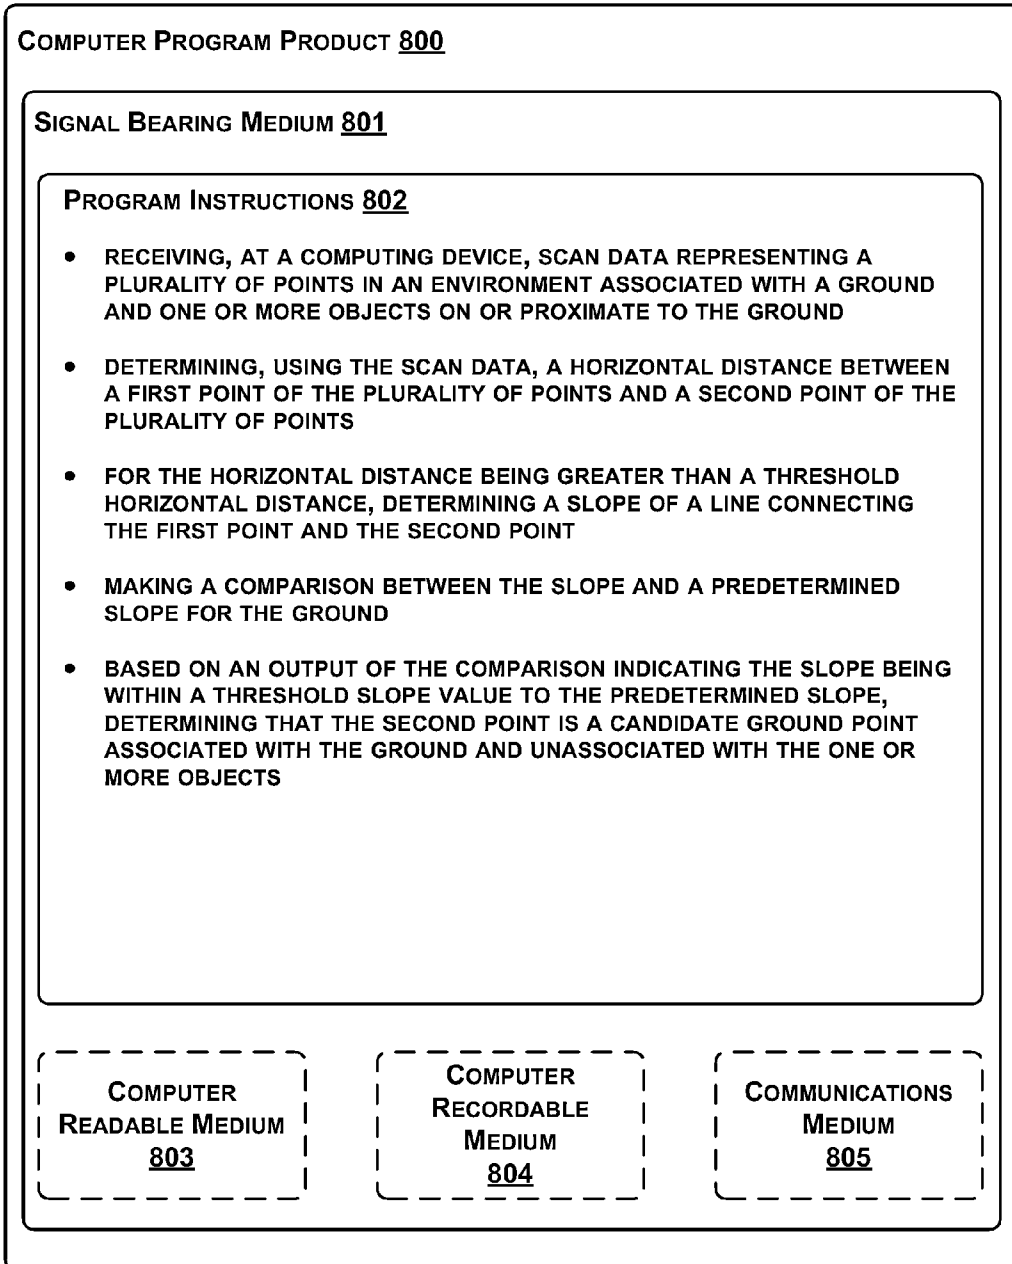 COMPUTER PROGRAM PRODUCT 800
SIGNAL BEARING MEDIUM 801
PROGRAM INSTRUCTIONS 802
• RECEIVING, AT A COMPUTING DEVICE, SCAN DATA REPRESENTING A
PLURALITY OF POINTS IN AN ENVIRONMENT ASSOCIATED WITH A GROUND
AND ONE OR MORE OBJECTS ON OR PROXIMATE TO THE GROUND
• DETERMINING, USING THE SCAN DATA, A HORIZONTAL DISTANCE BETWEEN
A FIRST POINT OF THE PLURALITY OF POINTS AND A SECOND POINT OF THE
PLURALITY OF POINTS
• FOR THE HORIZONTAL DISTANCE BEING GREATER THAN A THRESHOLD
HORIZONTAL DISTANCE, DETERMINING A SLOPE OF A LINE CONNECTING
THE FIRST POINT AND THE SECOND POINT
• MAKING A COMPARISON BETWEEN THE SLOPE AND A PREDETERMINED
SLOPE FOR THE GROUND
• BASED ON AN OUTPUT OF THE COMPARISON INDICATING THE SLOPE BEING
WITHIN A THRESHOLD SLOPE VALUE TO THE PREDETERMINED SLOPE,
DETERMINING THAT THE SECOND POINT IS A CANDIDATE GROUND POINT
ASSOCIATED WITH THE GROUND AND UNASSOCIATED WITH THE ONE OR
MORE OBJECTS
COMPUTER
READABLE MEDIUM
803
COMPUTER
RECORDABLE
MEDIUM
804
COMMUNICATIONS
MEDIUM
805